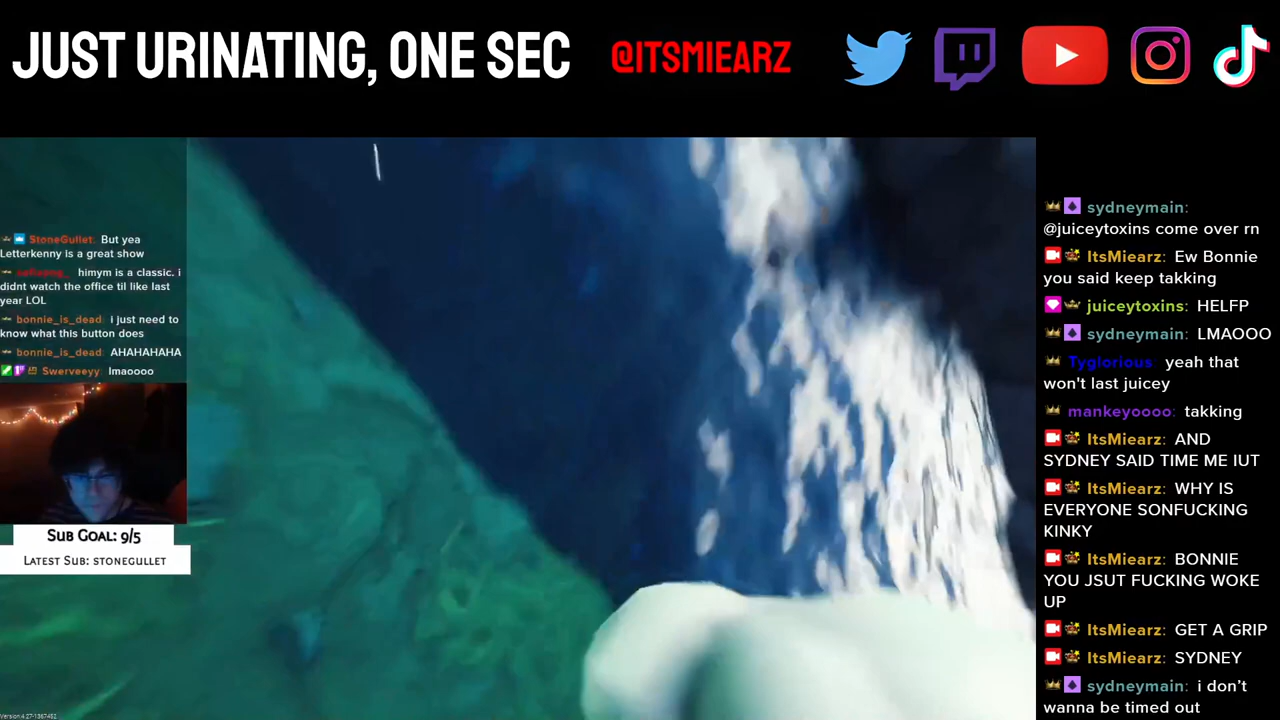 JUST URINATING, ONE SEC
@ITSMIEARZ
StoneGullet: But yea
Letterkenny is a great show
himym is a classic. i
didnt watch the office til like last
year LOL
bonnie_is_dead: i just need to
know what this button does
bonnie_is_dead: AHAHAHAHA
Swerveeyy: lmaoooo
SUB GOAL: 9/5
LATEST SUB: STONEGULLET
sydneymain:
@juiceytoxins come over rn
ItsMiearz: Ew Bonnie
you said keep takking
juiceytoxins: HELFP
sydneymain: LMAOOO
Tyglorious: yeah that
won't last juicey
mankeyoooo: takking
ItsMiearz: AND
SYDNEY SAID TIME ME IUT
ItsMiearz: WHY IS
EVERYONE SONFUCKING
KINKY
ItsMiearz: BONNIE
YOU JSUT FUCKING WOKE
UP
ItsMiearz: GET A GRIP
ItsMiearz: SYDNEY
sydneymain: i don't
wanna be timed out